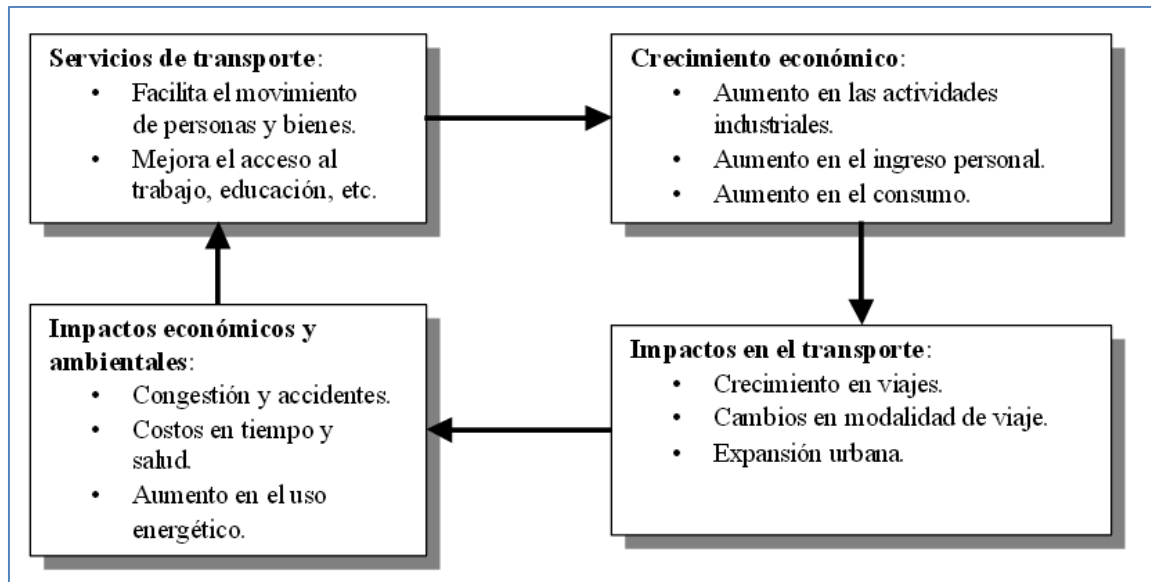 Servicios de transporte:
• Facilita el movimiento
de personas y bienes.
• Mejora el acceso al
trabajo, educación, etc.
Crecimiento económico:
• Aumento en las actividades
industriales.
• Aumento en el ingreso personal.
• Aumento en el consumo.
Impactos económicos y
ambientales:
• Congestión y accidentes.
• Costos en tiempo y
salud.
• Aumento en el uso
energético.
Impactos en el transporte:
• Crecimiento en viajes.
• Cambios en modalidad de viaje.
• Expansión urbana.